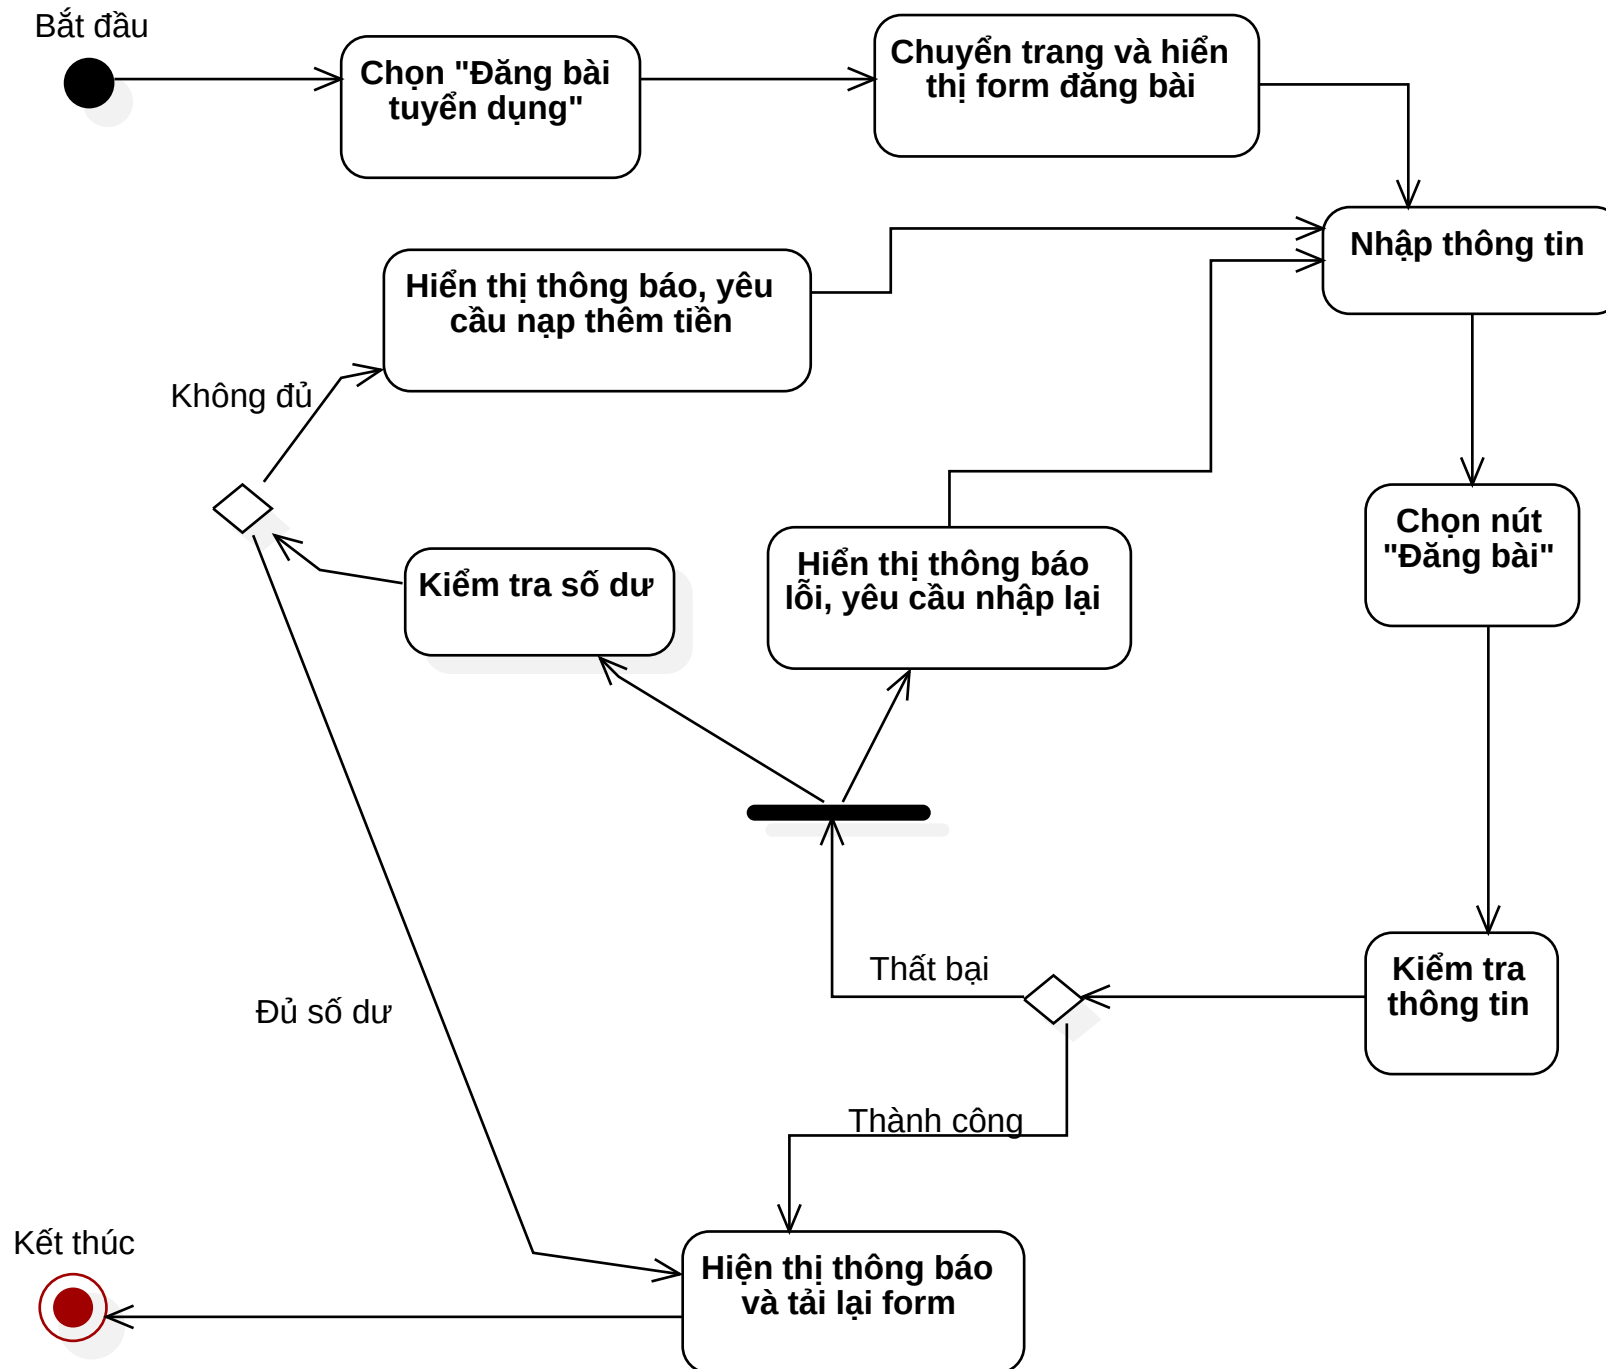 Bắt đầu
Chọn "Đăng bài
tuyển dụng"
Chuyển trang và hiển
thị form đăng bài
Nhập thông tin
Hiển thị thông báo, yêu
cầu nạp thêm tiền
Không đủ
Chọn nút
"Đăng bài"
Kiểm tra số dư
Hiển thị thông báo
lỗi, yêu cầu nhập lại
Thất bại
Kiểm tra
thông tin
Đủ số dư
Thành công
Kết thúc
Hiện thị thông báo
và tải lại form